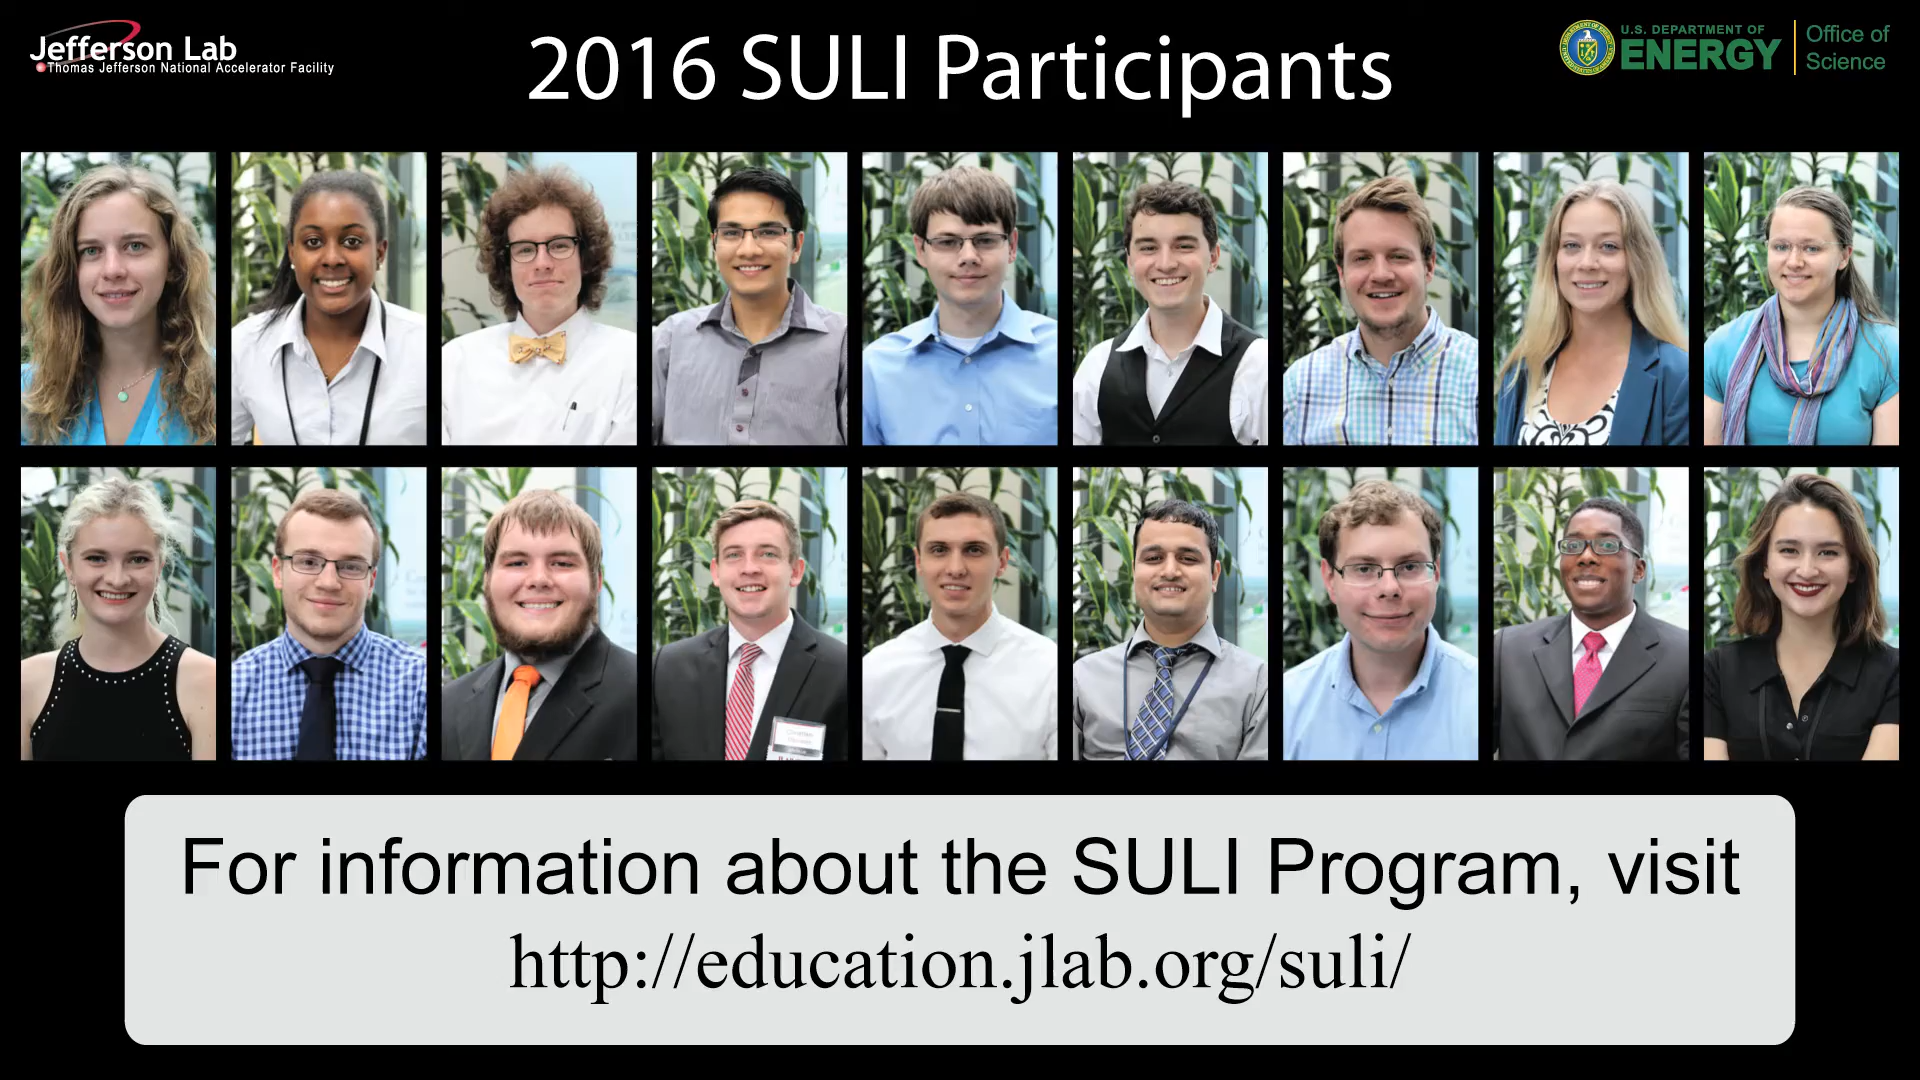 Jefferson Lab
Thomas Jefferson National Accelerator Facility
2016 SULI Participants
U.S. DEPARTMENT OF
ENERGY
Office of
Science
Christian
For information about the SULI Program, visit
http://education.jlab.org/suli/